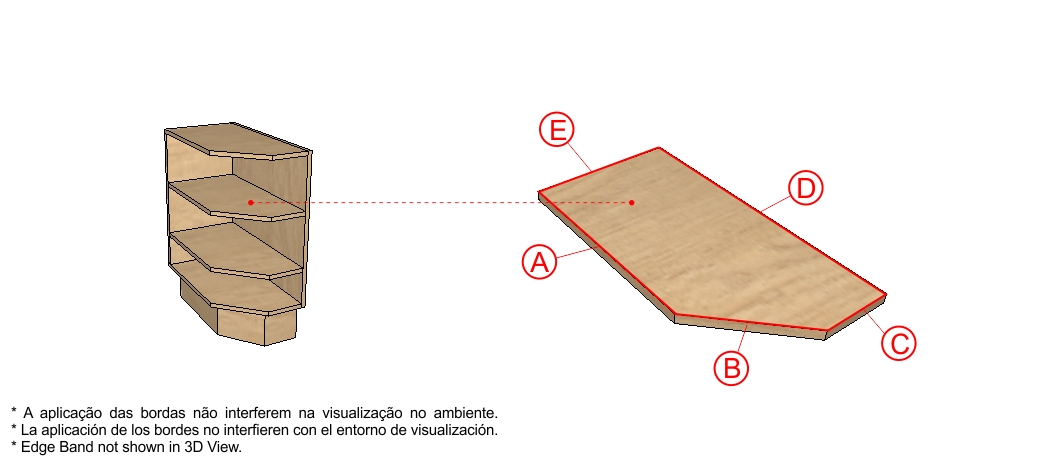 E
D
A
C
B
* A aplicação das bordas não interferem na visualização no ambiente.
* La aplicación de los bordes no interfieren con el entorno de visualización.
* Edge Band not shown in 3D View.